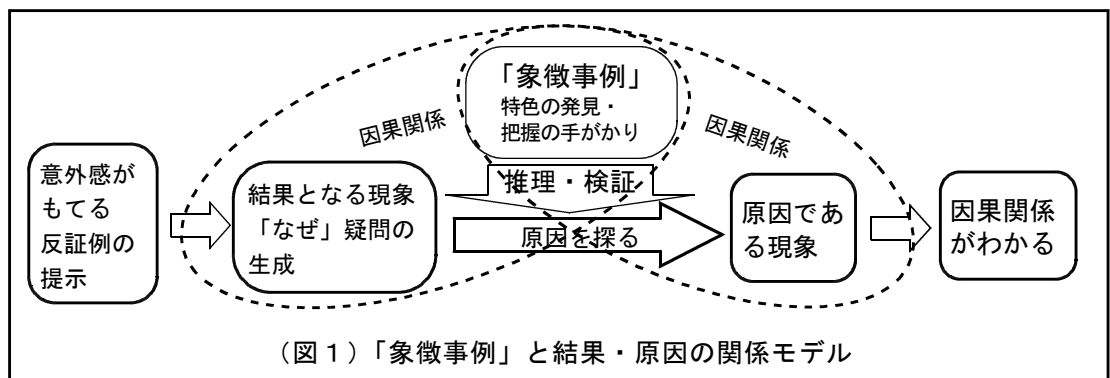 「象徴事例」
特色の発見・
把握の手がかり
因果関係
因果関係
意外感が
もてる
反証例の
提示
結果となる現象
「なぜ」疑問の
生成
推理・検証
原因を探る
原因であ
る現象
因果関係
がわかる
（図１）「象徴事例」と結果・原因の関係モデル